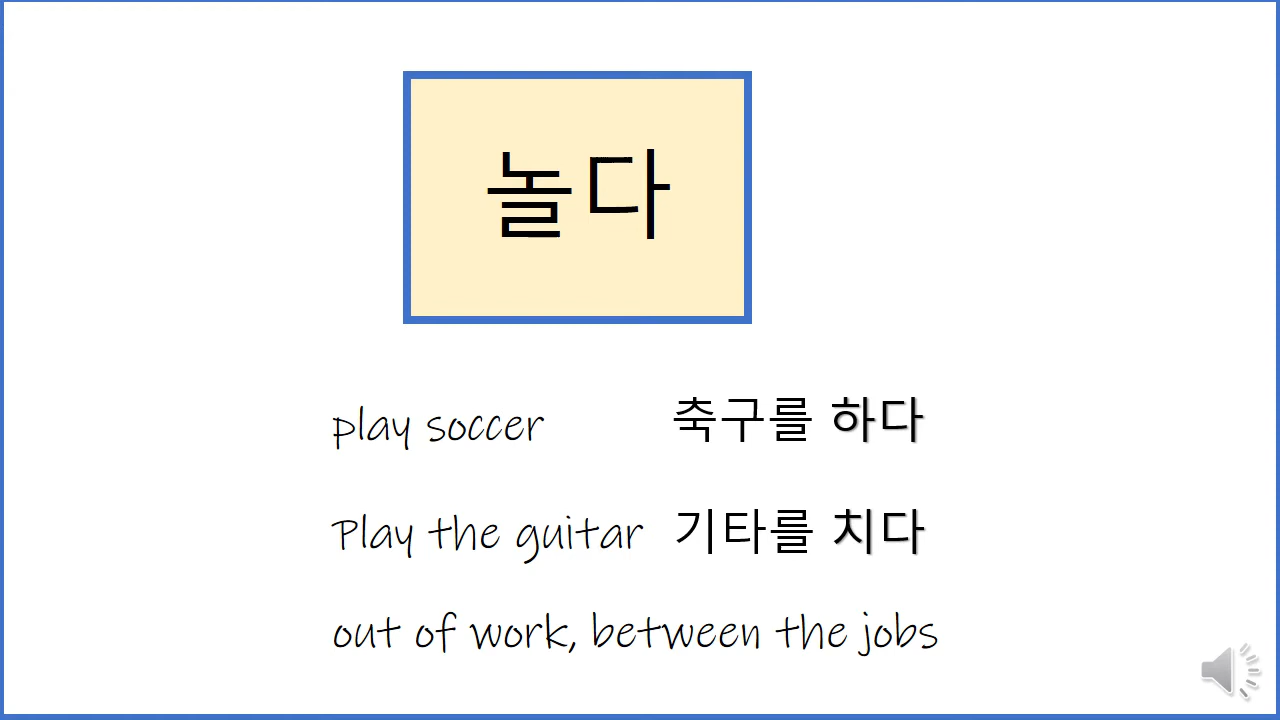 놀다
play soccer 축구를 하다
Play the guitar 기타를 치다
out of work, between the jobs